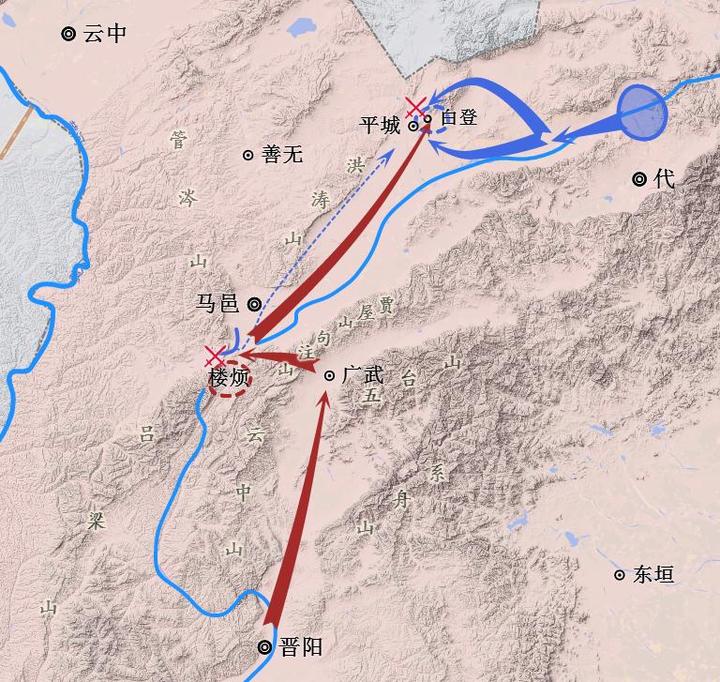 云中
平城
白登
善无
代
管
涔
山
洪
涛
山
马邑
贾
屋
山
句
注
山
楼烦
广武
五
台
山
吕
梁
山
云
中
山
系
舟
山
东垣
晋阳